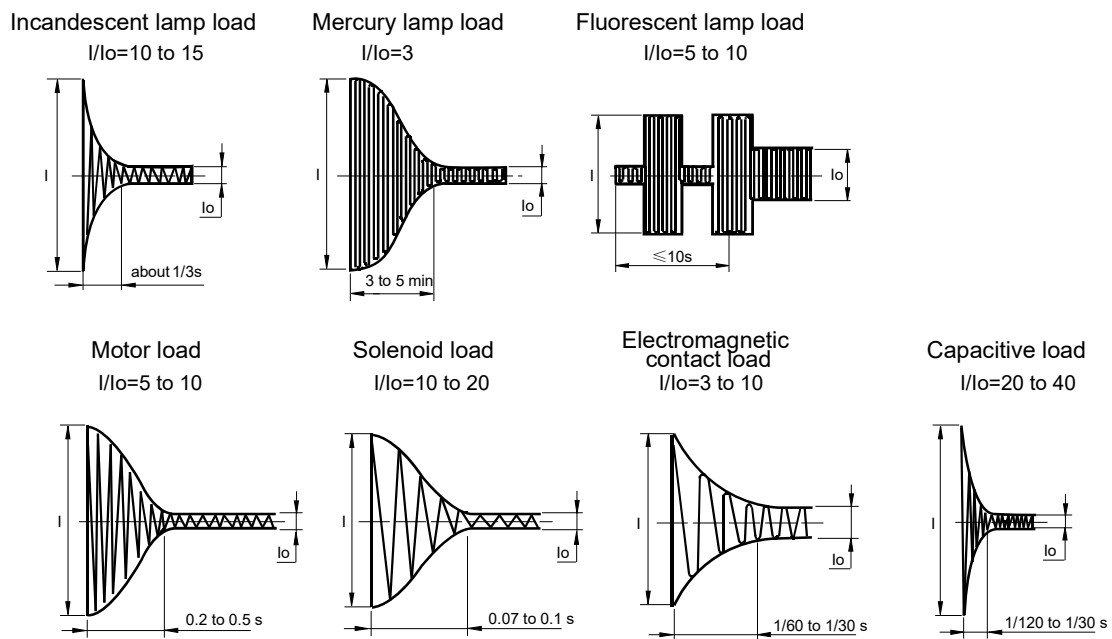 Incandescent lamp load
I/Io=10 to 15
I
Io
about 1/3s
Mercury lamp load
I/Io=3
I
Io
3 to 5 min
Fluorescent lamp load
I/Io=5 to 10
I
Io
≤10s
Motor load
I/Io=5 to 10
I
Io
0.2 to 0.5 s
Solenoid load
I/Io=10 to 20
I
Io
0.07 to 0.1 s
Electromagnetic
contact load
I/Io=3 to 10
I
Io
1/60 to 1/30 s
Capacitive load
I/Io=20 to 40
I
Io
1/120 to 1/30 s